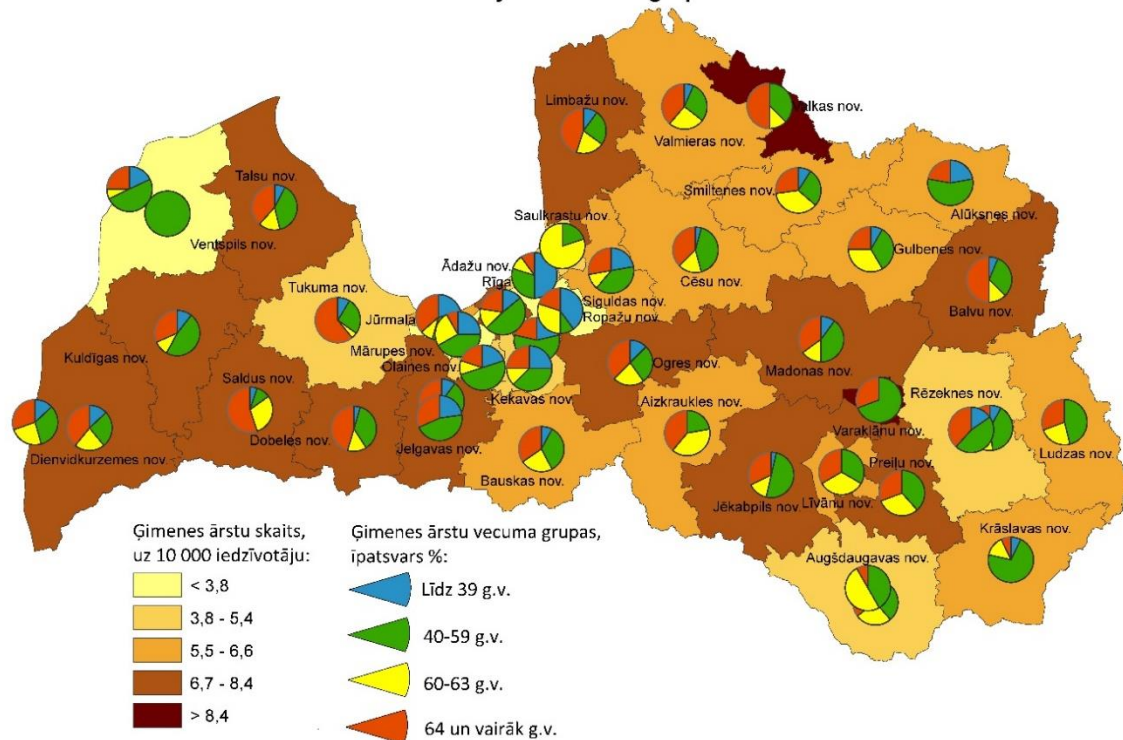 Limbažu nov.
alkas nov.
Valmieras nov.
Talsu nov.
Smiltenes nov.
Alūksnes nov.
Saulkrastu nov.
Ventspils nov.
Gulbenes nov.
Ādažu nov.
Cēsu nov.
Rīga
Siguldas nov.
Tukuma nov.
Ropažu nov.
Balvu nov.
Jūrmala
Kuldīgas nov.
Mārupes nov.
Madonas nov.
Olaines nov.
Ogres nov.
Saldus nov.
Ķekavas nov.
Aizkraukles nov.
Rēzeknes nov.
Varakļānu nov.
Dobeles nov.
Jelgavas nov.
Ludzas nov.
Dienvidkurzemes nov.
Preiļu nov.
Bauskas nov.
Jēkabpils nov.
Līvānu nov.
Krāslavas nov.
Augšdaugavas nov.
Ģimenes ārstu skaits,
uz 10 000 iedzīvotāju:
< 3,8
3,8 - 5,4
5,5 - 6,6
6,7 - 8,4
> 8,4
Ģimenes ārstu vecuma grupas,
īpatsvars %:
Līdz 39 g.v.
40-59 g.v.
60-63 g.v.
64 un vairāk g.v.